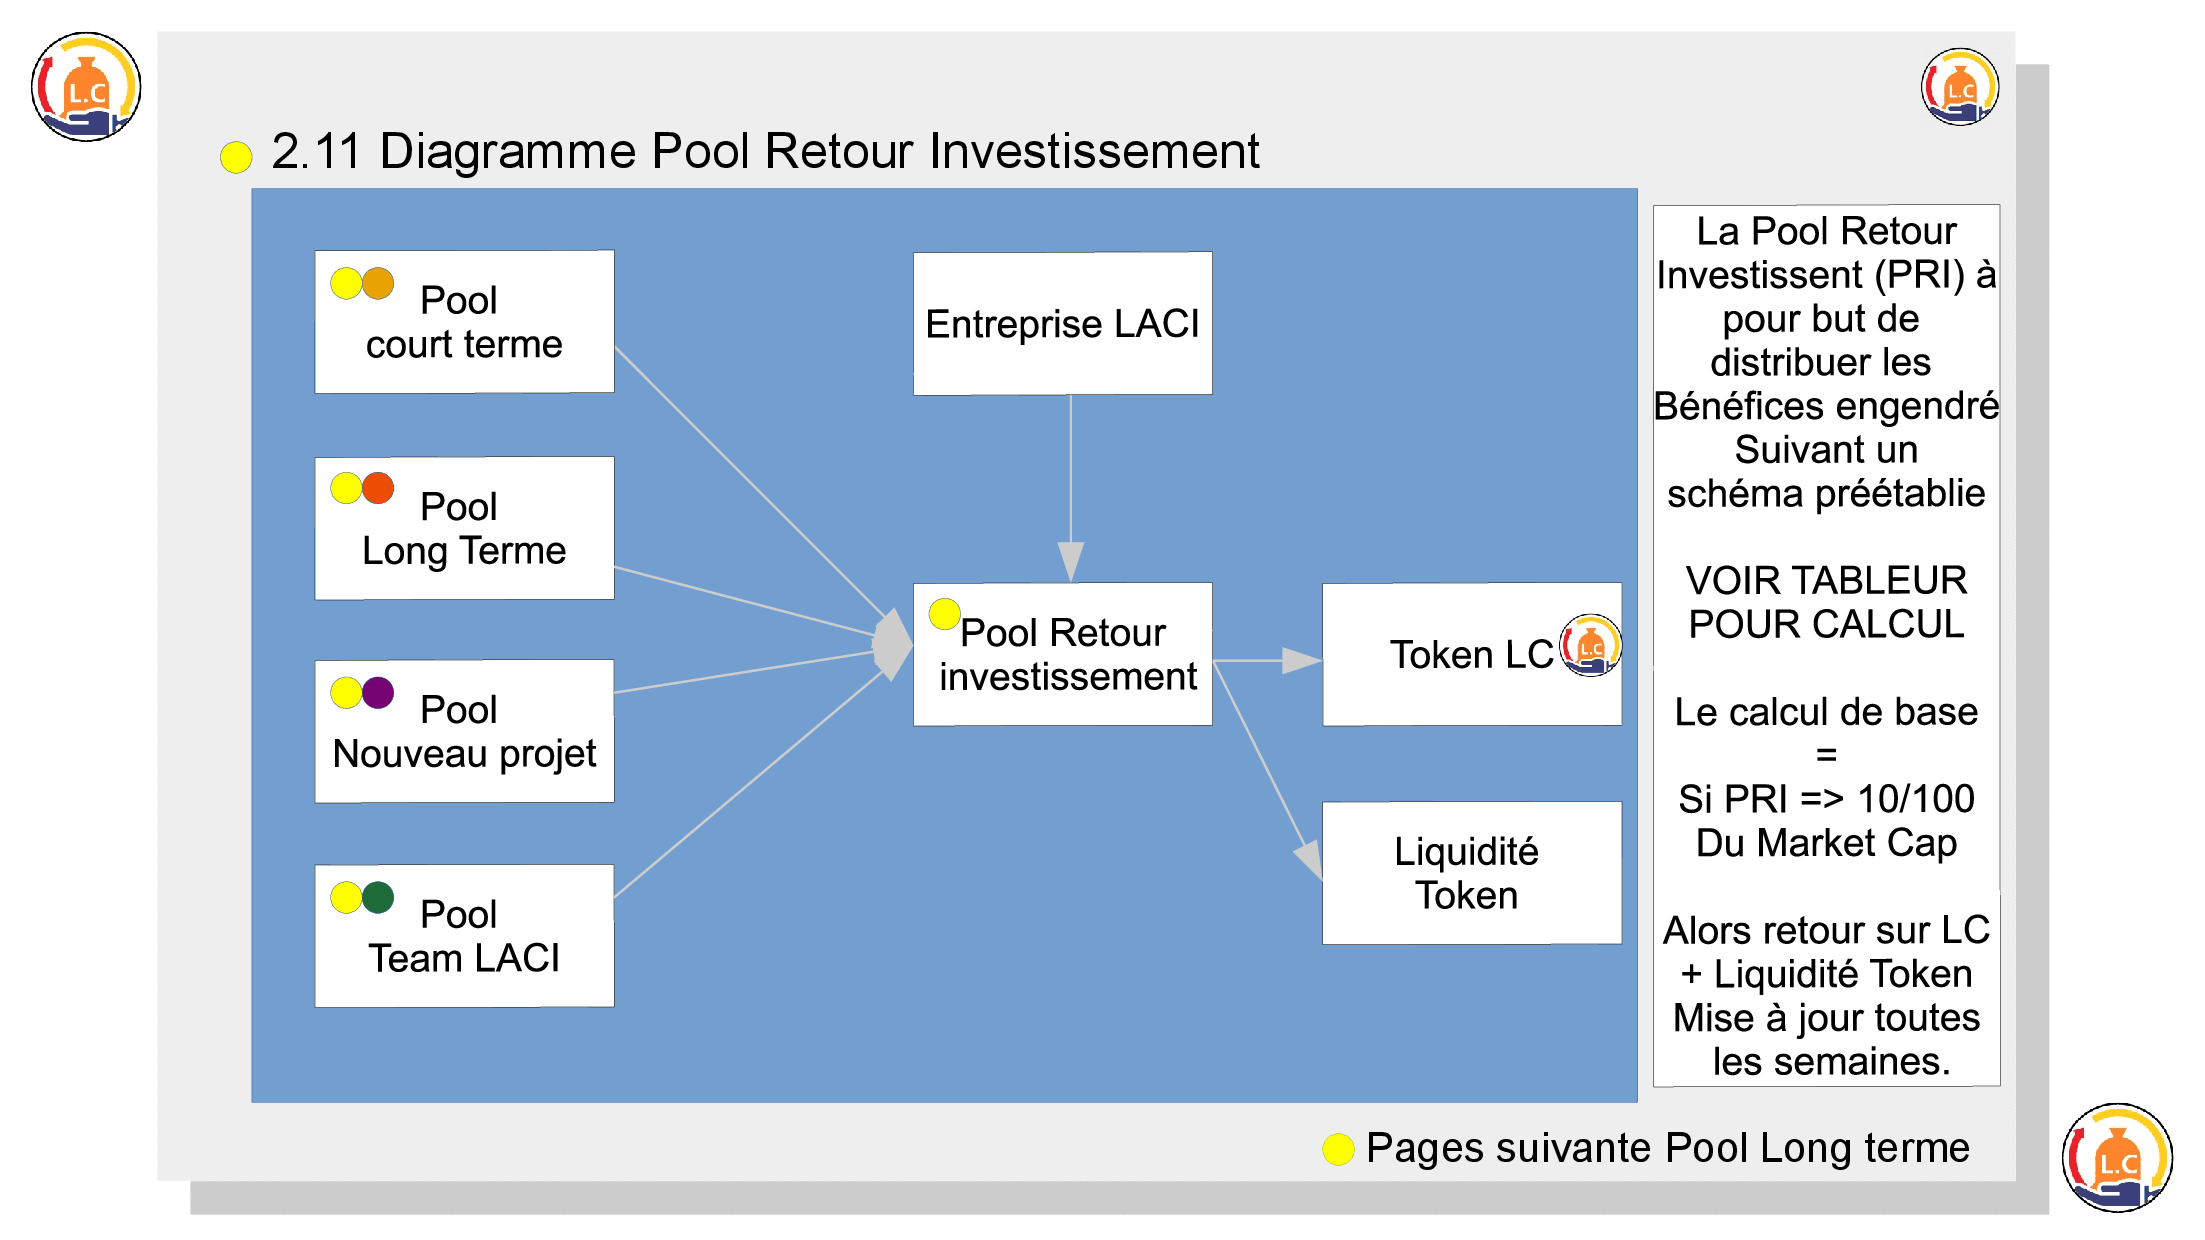 L.C
L.C
2.11 Diagramme Pool Retour Investissement
Pool
court terme
Entreprise LACI
Pool
Long Terme
Pool
Nouveau projet
Pool
Team LACI
Pool Retour
investissement
Token LC
L.C
Liquidité
Token
La Pool Retour
Investissent (PRI) à
pour but de
distribuer les
Bénéfices engendré
Suivant un
schéma préétablie
VOIR TABLEUR
POUR CALCUL
Le calcul de base
=
Si PRI => 10/100
Du Market Cap
Alors retour sur LC
+ Liquidité Token
Mise à jour toutes
les semaines.
Pages suivante Pool Long terme
L.C